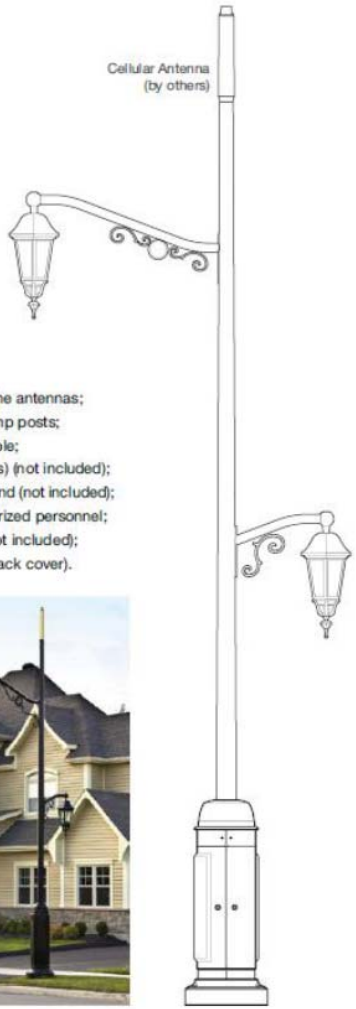 Cellular Antenna
(by others)
ne antennas;
np posts;
ole;
s) (not included);
nd (not included);
rized personnel;
ot included);
ack cover).